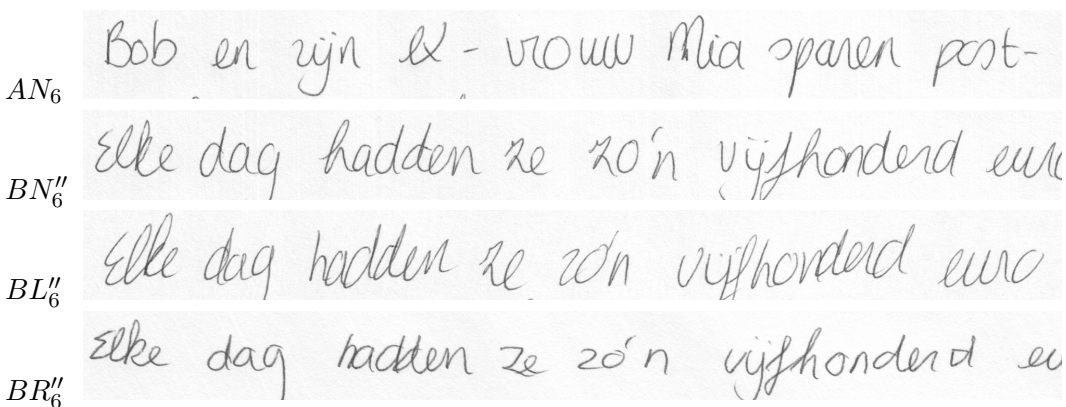 AN6 Bob en zijn ex - vrouw Mia sparen post-
BN″6 Elke dag hadden ze zo'n vijfhonderd euro
BL″6 Elke dag hadden ze zo'n vijfhonderd euro
BR″6 Elke dag hadden ze zo'n vijfhonderd eu